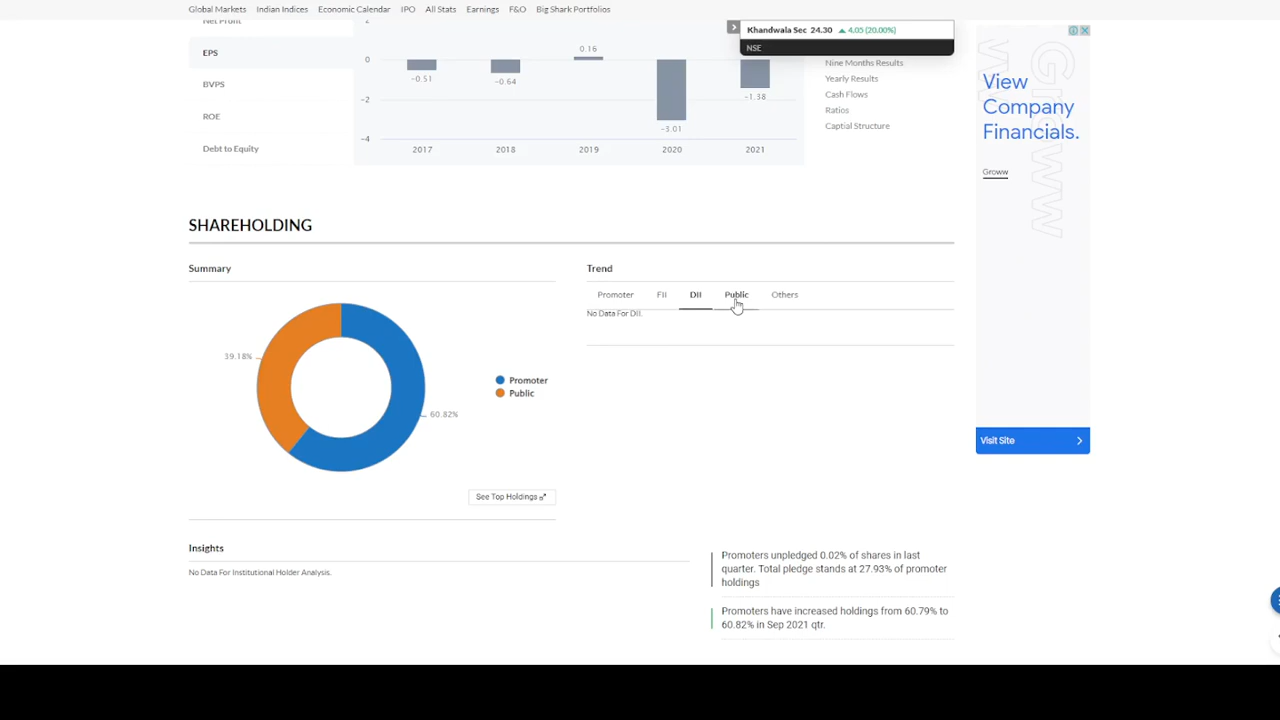 Global Markets Indian Indices Economic Calendar IPO All Stats Earnings F&O Big Shark Portfolios
Net Profit
EPS
BVPS
ROE
Debt to Equity
2
0
-2
-4
-0.51
-0.64
0.16
-3.01
-1.38
2017 2018 2019 2020 2021
Khandwala Sec 24.30 ▲ 4.05 (20.00%)
NSE
Nine Months Results
Yearly Results
Cash Flows
Ratios
Captial Structure
View
Company
Financials.
Groww
Groww
W
Visit Site
SHAREHOLDING
Summary
39.18%
60.82%
Promoter
Public
See Top Holdings
Trend
Promoter FII DII Public Others
No Data For DII.
Insights
No Data For Institutional Holder Analysis.
Promoters unpledged 0.02% of shares in last
quarter. Total pledge stands at 27.93% of promoter
holdings
Promoters have increased holdings from 60.79% to
60.82% in Sep 2021 qtr.